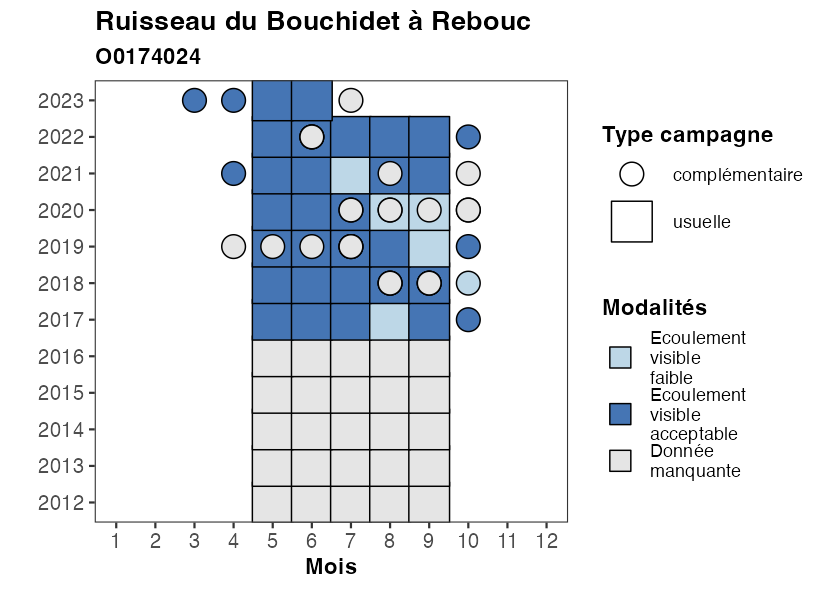 Ruisseau du Bouchidet à Rebouc
O0174024
2023
2022
2021
2020
2019
2018
2017
2016
2015
2014
2013
2012
1 2 3 4 5 6 7 8 9 10 11 12
Mois
Type campagne
complémentaire
usuelle
Modalités
Ecoulement
visible
faible
Ecoulement
visible
acceptable
Donnée
manquante